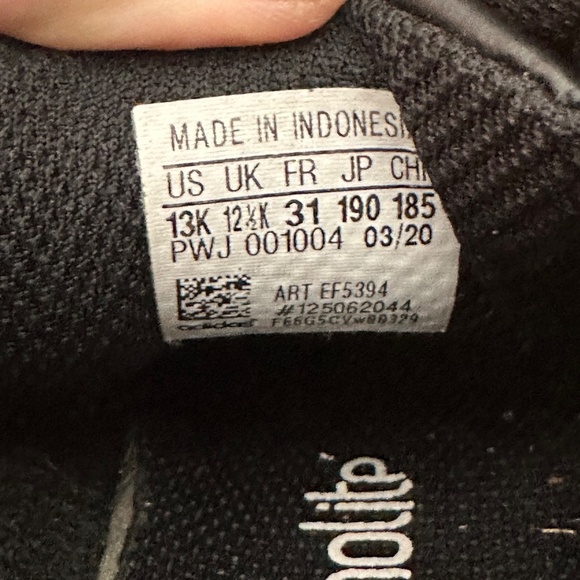 MADE IN INDONESI
US UK FR JP CH
13K 12½K 31 190 185
PWJ 001004 03/20
ART EF5394
#125062044
adidas
nolite